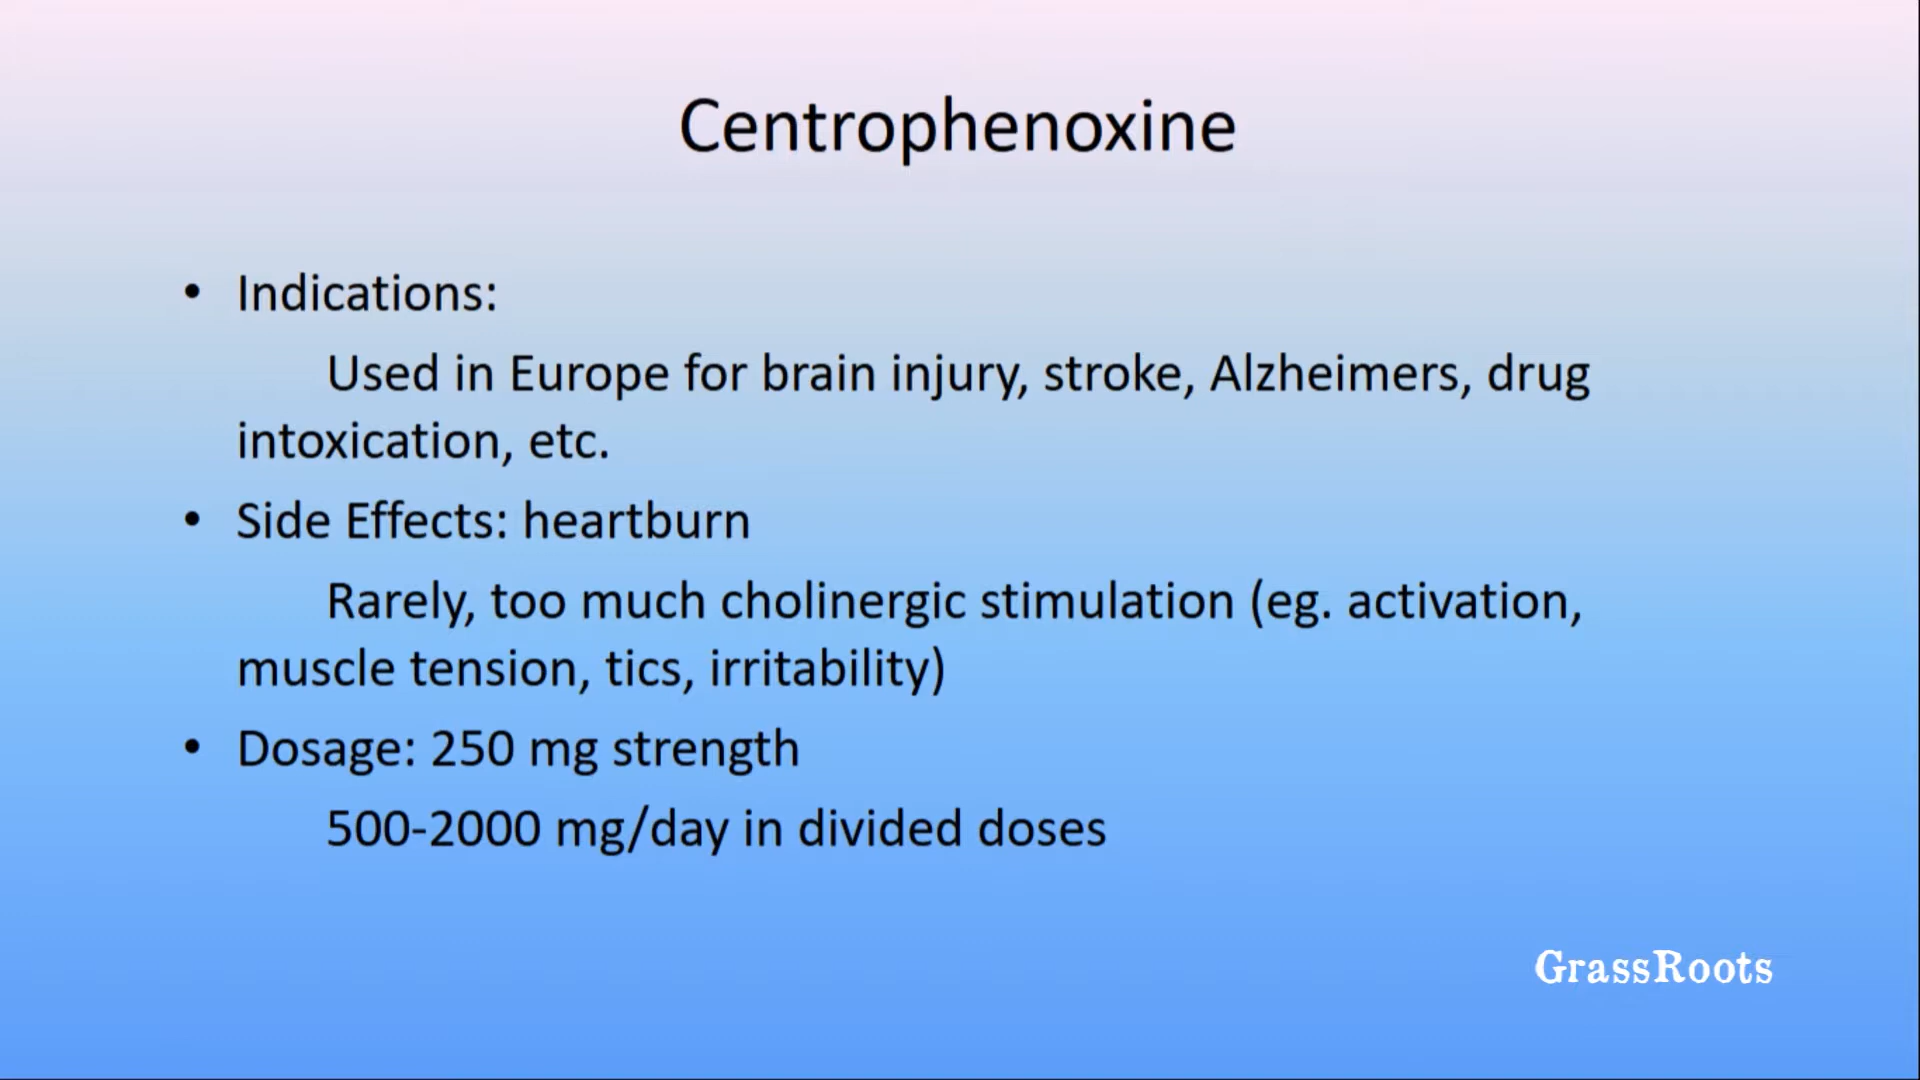 Centrophenoxine
• Indications:
Used in Europe for brain injury, stroke, Alzheimers, drug
intoxication, etc.
• Side Effects: heartburn
Rarely, too much cholinergic stimulation (eg. activation,
muscle tension, tics, irritability)
• Dosage: 250 mg strength
500-2000 mg/day in divided doses
GrassRoots